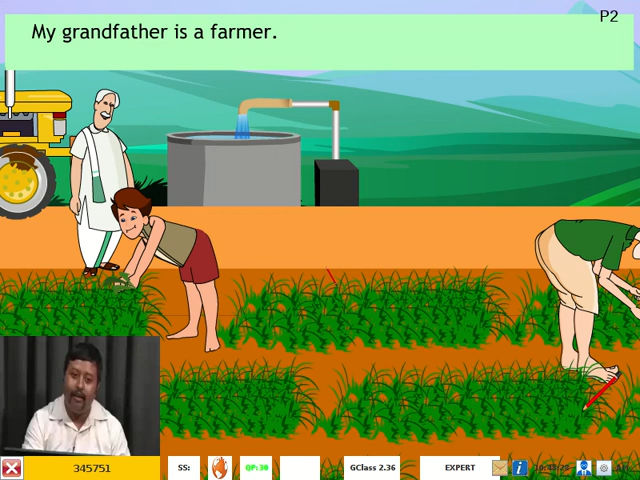 P2
My grandfather is a farmer.
345751
SS:
QP:30
GClass 2.36
EXPERT